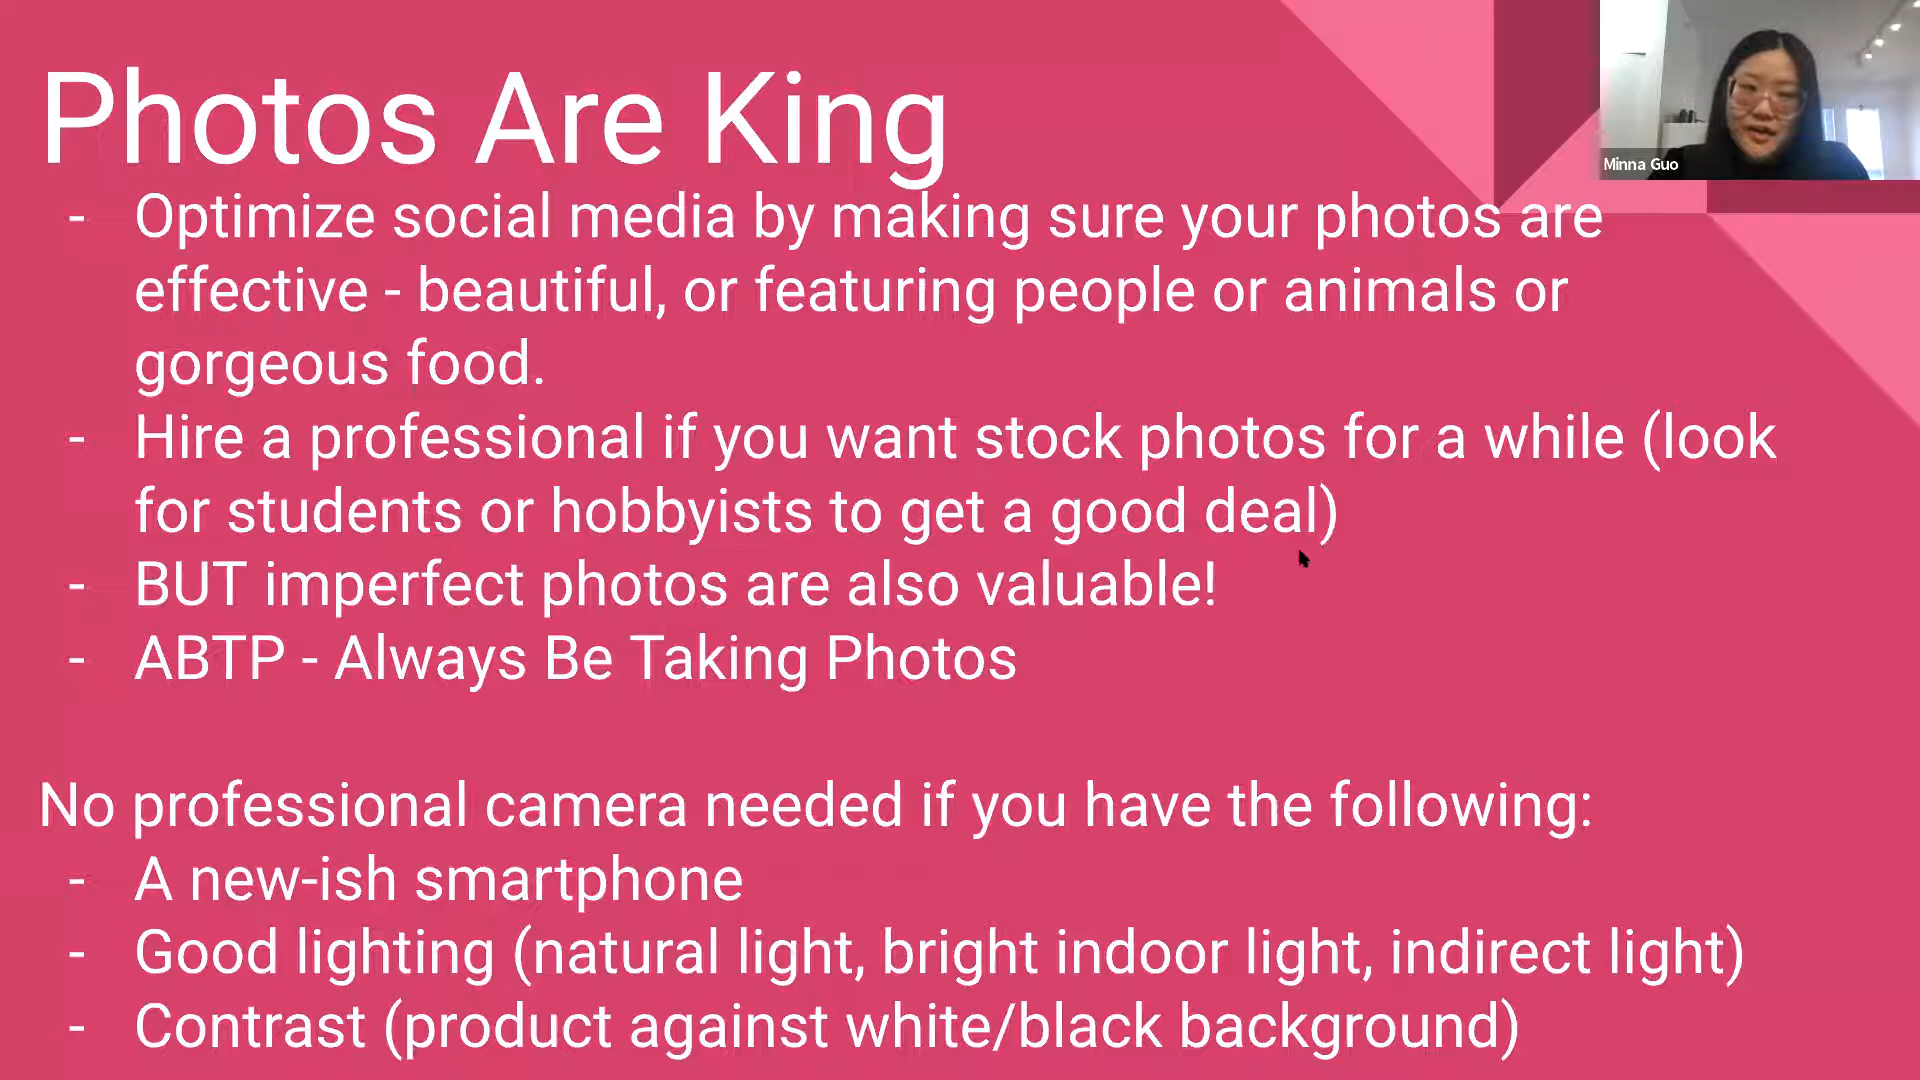 Photos Are King
Minna Guo
- Optimize social media by making sure your photos are
effective - beautiful, or featuring people or animals or
gorgeous food.
- Hire a professional if you want stock photos for a while (look
for students or hobbyists to get a good deal)
- BUT imperfect photos are also valuable!
- ABTP - Always Be Taking Photos
No professional camera needed if you have the following:
- A new-ish smartphone
- Good lighting (natural light, bright indoor light, indirect light)
- Contrast (product against white/black background)